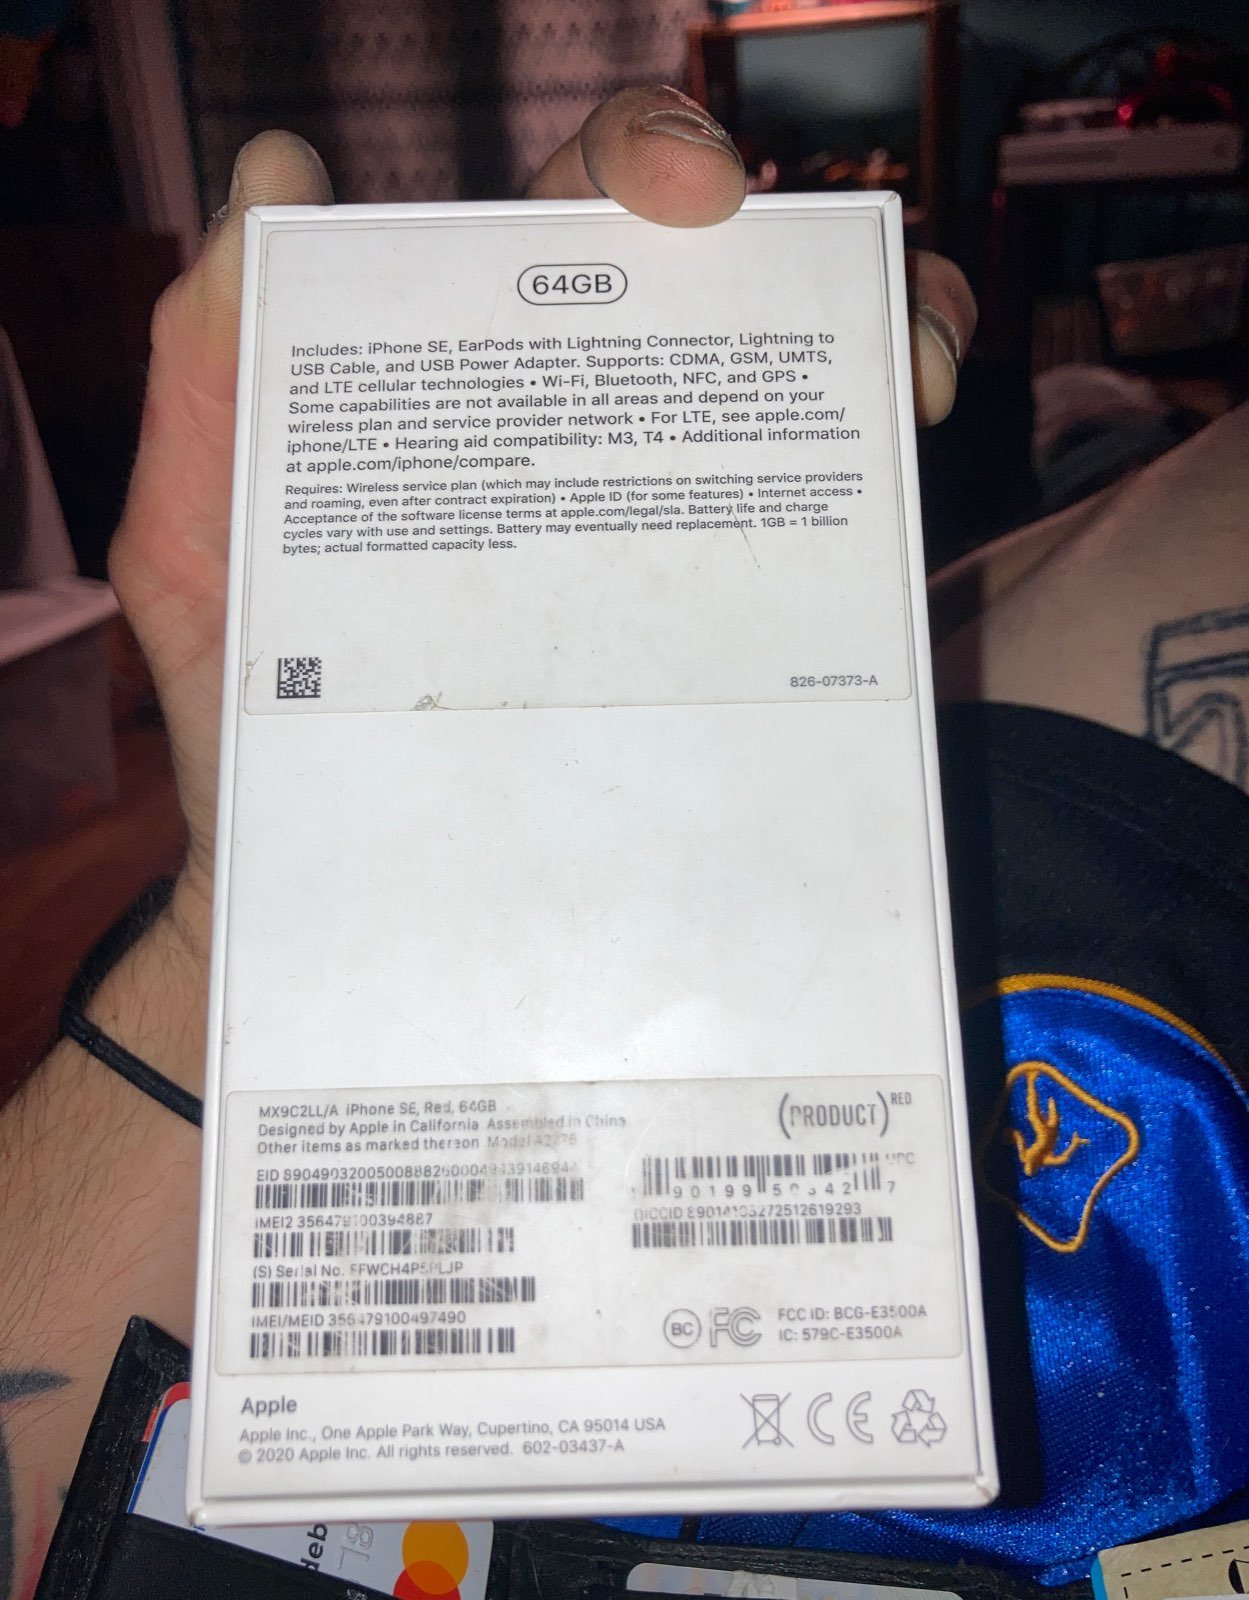 64GB
Includes: iPhone SE, EarPods with Lightning Connector, Lightning to
USB Cable, and USB Power Adapter. Supports: CDMA, GSM, UMTS,
and LTE cellular technologies • Wi-Fi, Bluetooth, NFC, and GPS •
Some capabilities are not available in all areas and depend on your
wireless plan and service provider network • For LTE, see apple.com/
iphone/LTE • Hearing aid compatibility: M3, T4 • Additional information
at apple.com/iphone/compare.
Requires: Wireless service plan (which may include restrictions on switching service providers
and roaming, even after contract expiration) • Apple ID (for some features) • Internet access •
Acceptance of the software license terms at apple.com/legal/sla. Battery life and charge
cycles vary with use and settings. Battery may eventually need replacement. 1GB = 1 billion
bytes; actual formatted capacity less.
826-07373-A
MX9C2LL/A iPhone SE, Red, 64GB
Designed by Apple in California Assembled in China
Other items as marked thereon Model
(PRODUCT)RED
EID
UPC
IMEI2 356479100394887
(S) Serial No.
IMEI/MEID
FCC ID: BCG-E3500A
IC: 579C-E3500A
BC FC
Apple
Apple Inc., One Apple Park Way, Cupertino, CA 95014 USA
© 2020 Apple Inc. All rights reserved. 602-03437-A
CE
deb